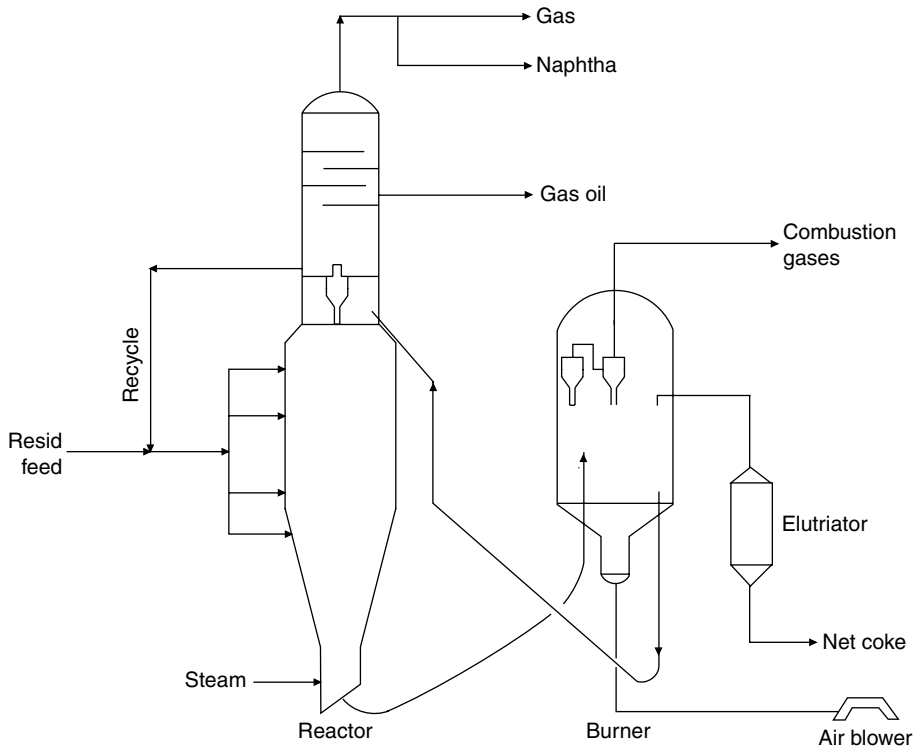 Gas
Naphtha
Gas oil
Combustion
gases
Recycle
Resid
feed
Elutriator
Net coke
Steam
Reactor
Burner
Air blower